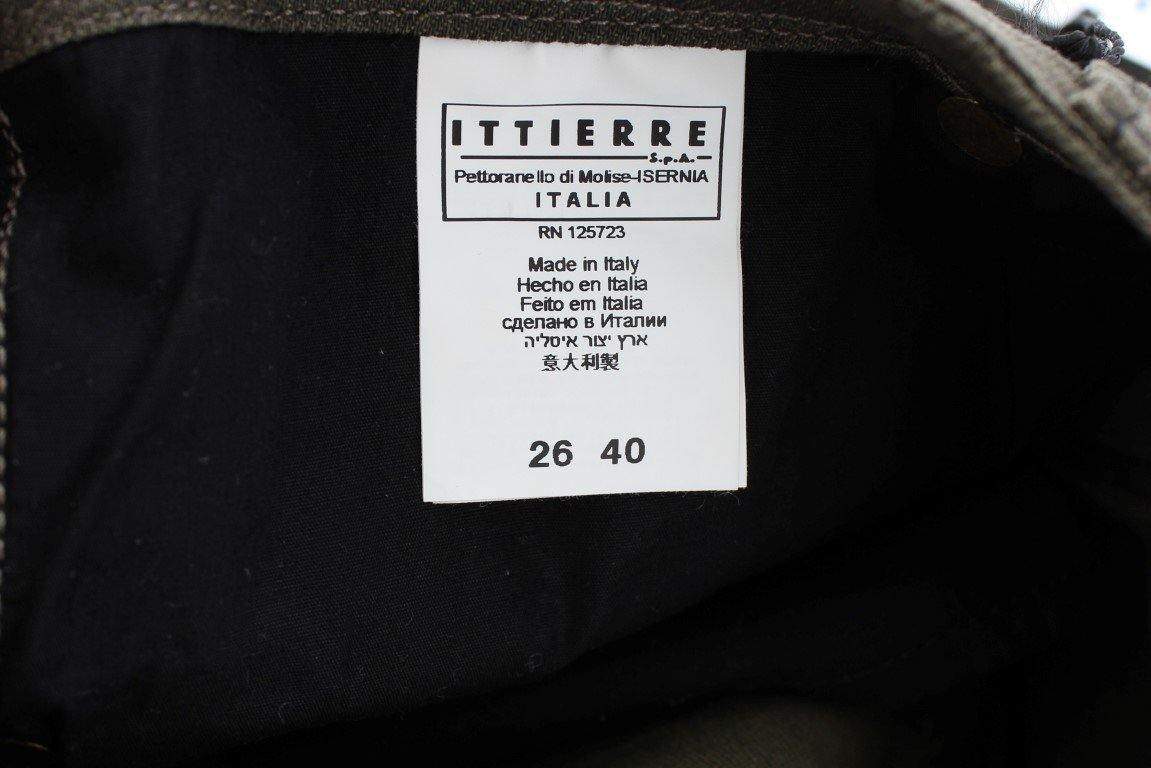 ITTIERRE
S.p.A.
Pettoranello di Molise-ISERNIA
ITALIA
RN 125723
Made in Italy
Hecho en Italia
Feito em Italia
сделано в Италии
ארץ יצור איטליה
意大利製
26 40